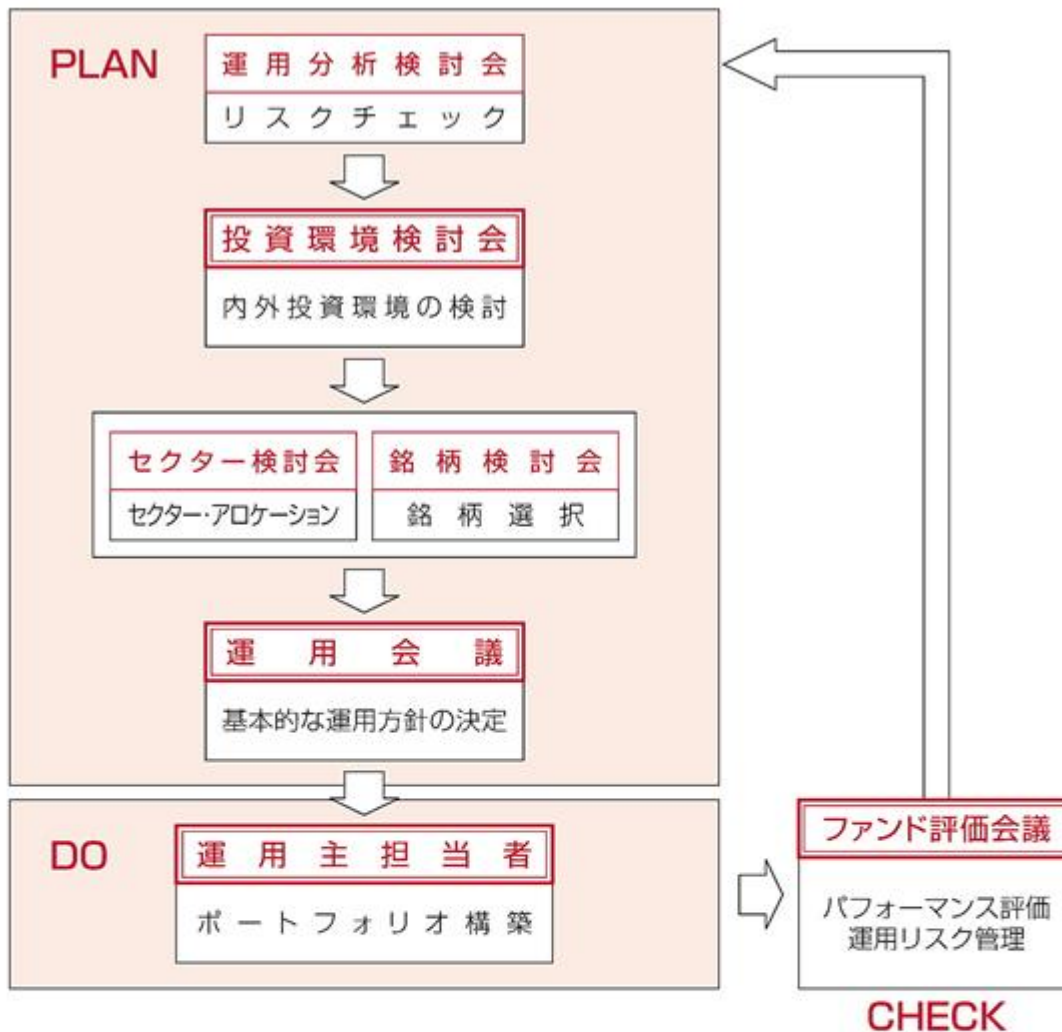 PLAN
運用分析検討会
リスクチェック
投資環境検討会
内外投資環境の検討
セクター検討会
セクター・アロケーション
銘柄検討会
銘柄選択
運用会議
基本的な運用方針の決定
DO
運用主担当者
ポートフォリオ構築
ファンド評価会議
パフォーマンス評価
運用リスク管理
CHECK